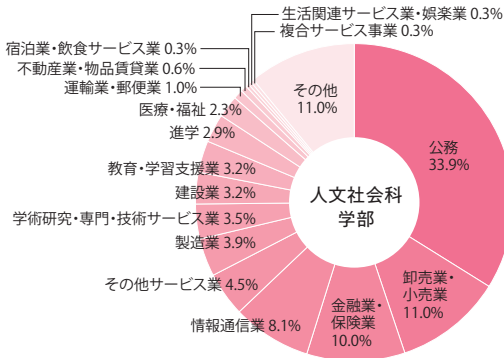 生活関連サービス業・娯楽業 0.3%
複合サービス事業 0.3%
宿泊業・飲食サービス業 0.3%
不動産業・物品賃貸業 0.6%
運輸業・郵便業 1.0%
医療・福祉 2.3%
進学 2.9%
教育・学習支援業 3.2%
建設業 3.2%
学術研究・専門・技術サービス業 3.5%
製造業 3.9%
その他サービス業 4.5%
情報通信業 8.1%
金融業・
保険業
10.0%
卸売業・
小売業
11.0%
公務
33.9%
その他
11.0%
人文社会科
学部